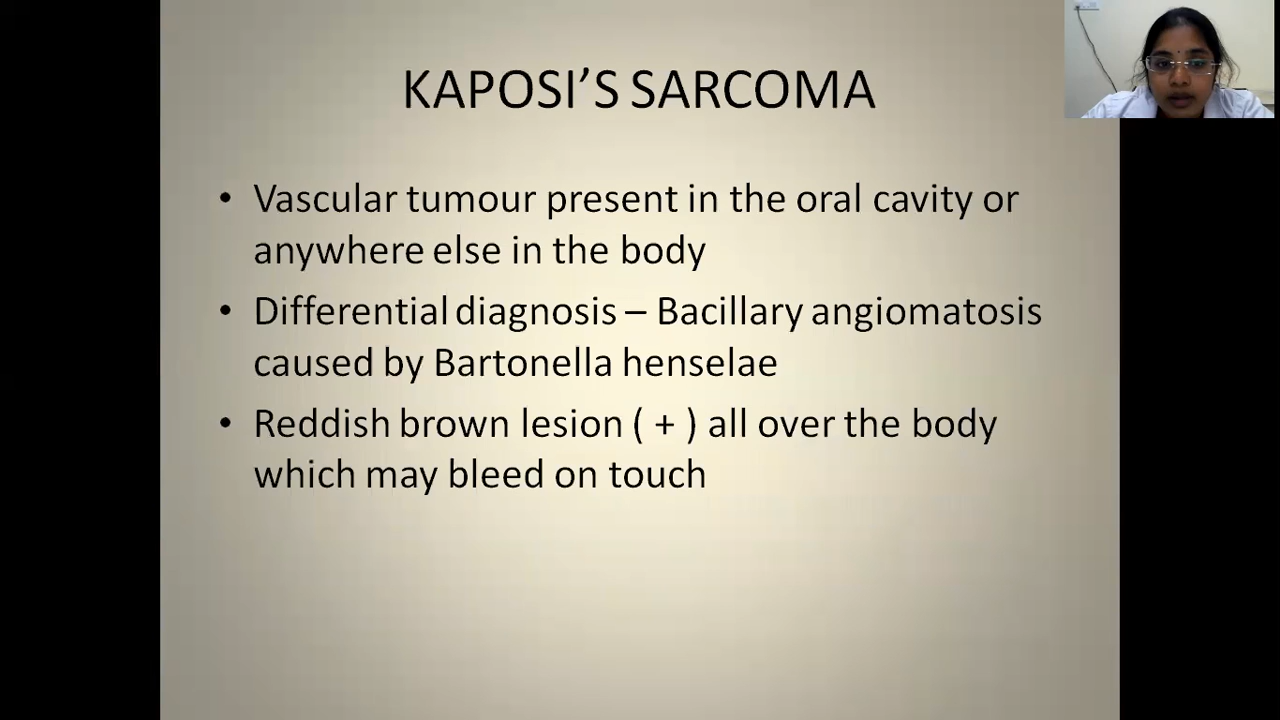 KAPOSI’S SARCOMA
• Vascular tumour present in the oral cavity or
anywhere else in the body
• Differential diagnosis – Bacillary angiomatosis
caused by Bartonella henselae
• Reddish brown lesion ( + ) all over the body
which may bleed on touch